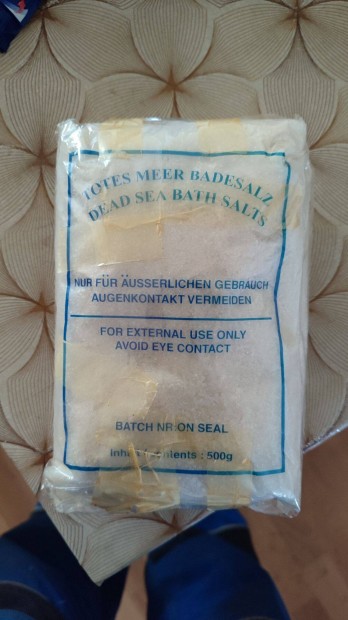 TOTES MEER BADESALZ
DEAD SEA BATH SALTS
NUR FÜR ÄUSSERLICHEN GEBRAUCH
AUGENKONTAKT VERMEIDEN
FOR EXTERNAL USE ONLY
AVOID EYE CONTACT
BATCH NR ON SEAL
: 500g